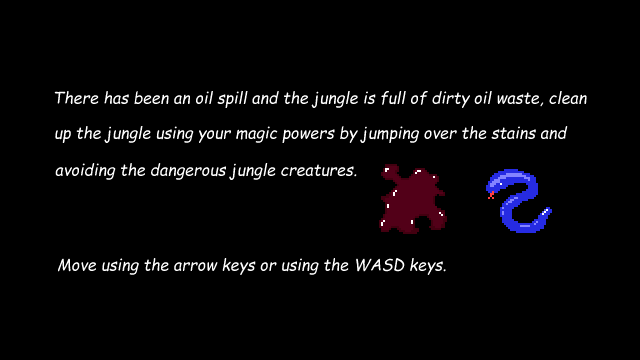 There has been an oil spill and the jungle is full of dirty oil waste, clean
up the jungle using your magic powers by jumping over the stains and
avoiding the dangerous jungle creatures.
Move using the arrow keys or using the WASD keys.